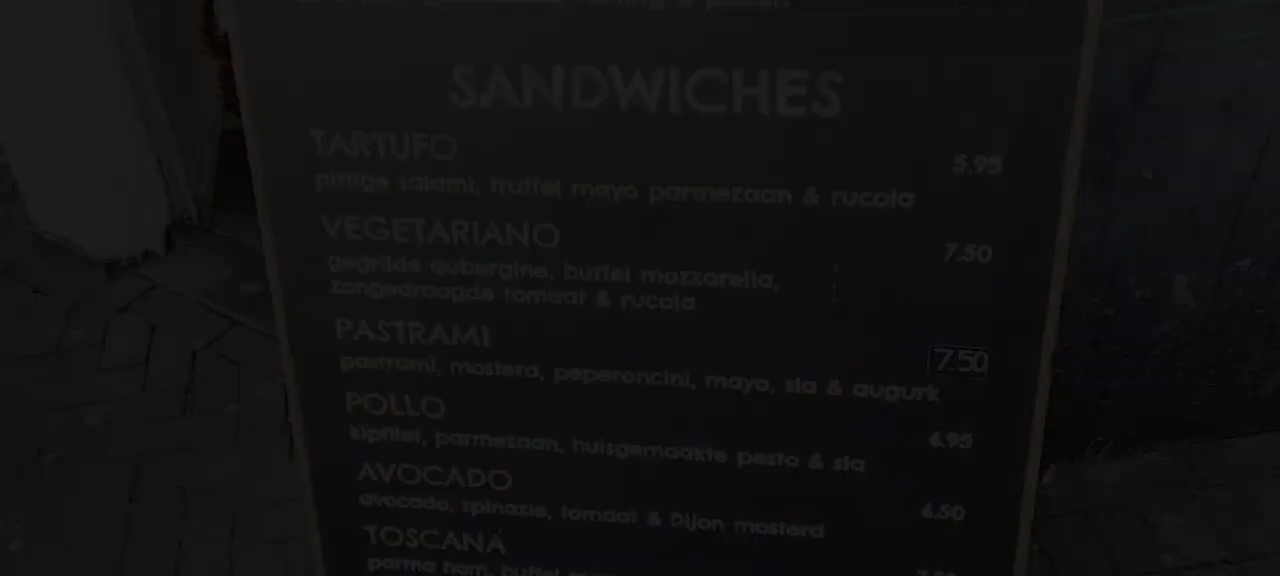 SANDWICHES
TARTUFO 5.95
pittige salami, truffel mayo parmezaan & rucola
VEGETARIANO 7.50
gegrilde aubergine, buffel mozzarella,
zongedroogde tomaat & rucola
PASTRAMI 7.50
pastrami, mosterd, peperoncini, mayo, sla & augurk
POLLO 6.95
kipfilet, parmezaan, huisgemaakte pesto & sla
AVOCADO 6.50
avocado, spinazie, tomaat & Dijon mosterd
TOSCANA
parma ham, buffel